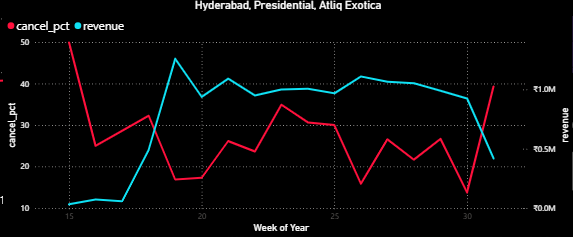 Hyderabad, Presidential, Atliq Exotica
cancel_pct revenue
50
40
30
20
10
cancel_pct
₹1.0M
₹0.5M
₹0.0M
revenue
15 20 25 30
Week of Year
1